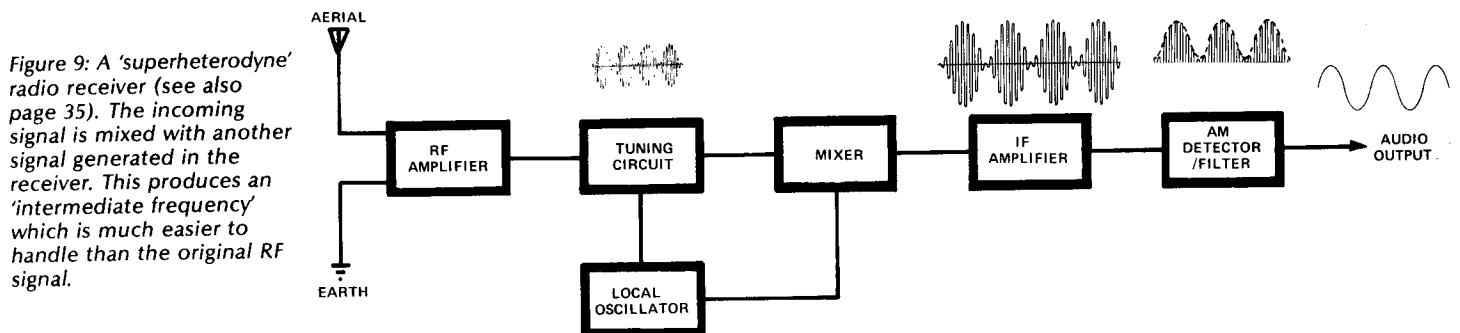 Figure 9: A 'superheterodyne'
radio receiver (see also
page 35). The incoming
signal is mixed with another
signal generated in the
receiver. This produces an
'intermediate frequency'
which is much easier to
handle than the original RF
signal.
AERIAL
EARTH
RF
AMPLIFIER
TUNING
CIRCUIT
LOCAL
OSCILLATOR
MIXER
IF
AMPLIFIER
AM
DETECTOR
/FILTER
AUDIO
OUTPUT